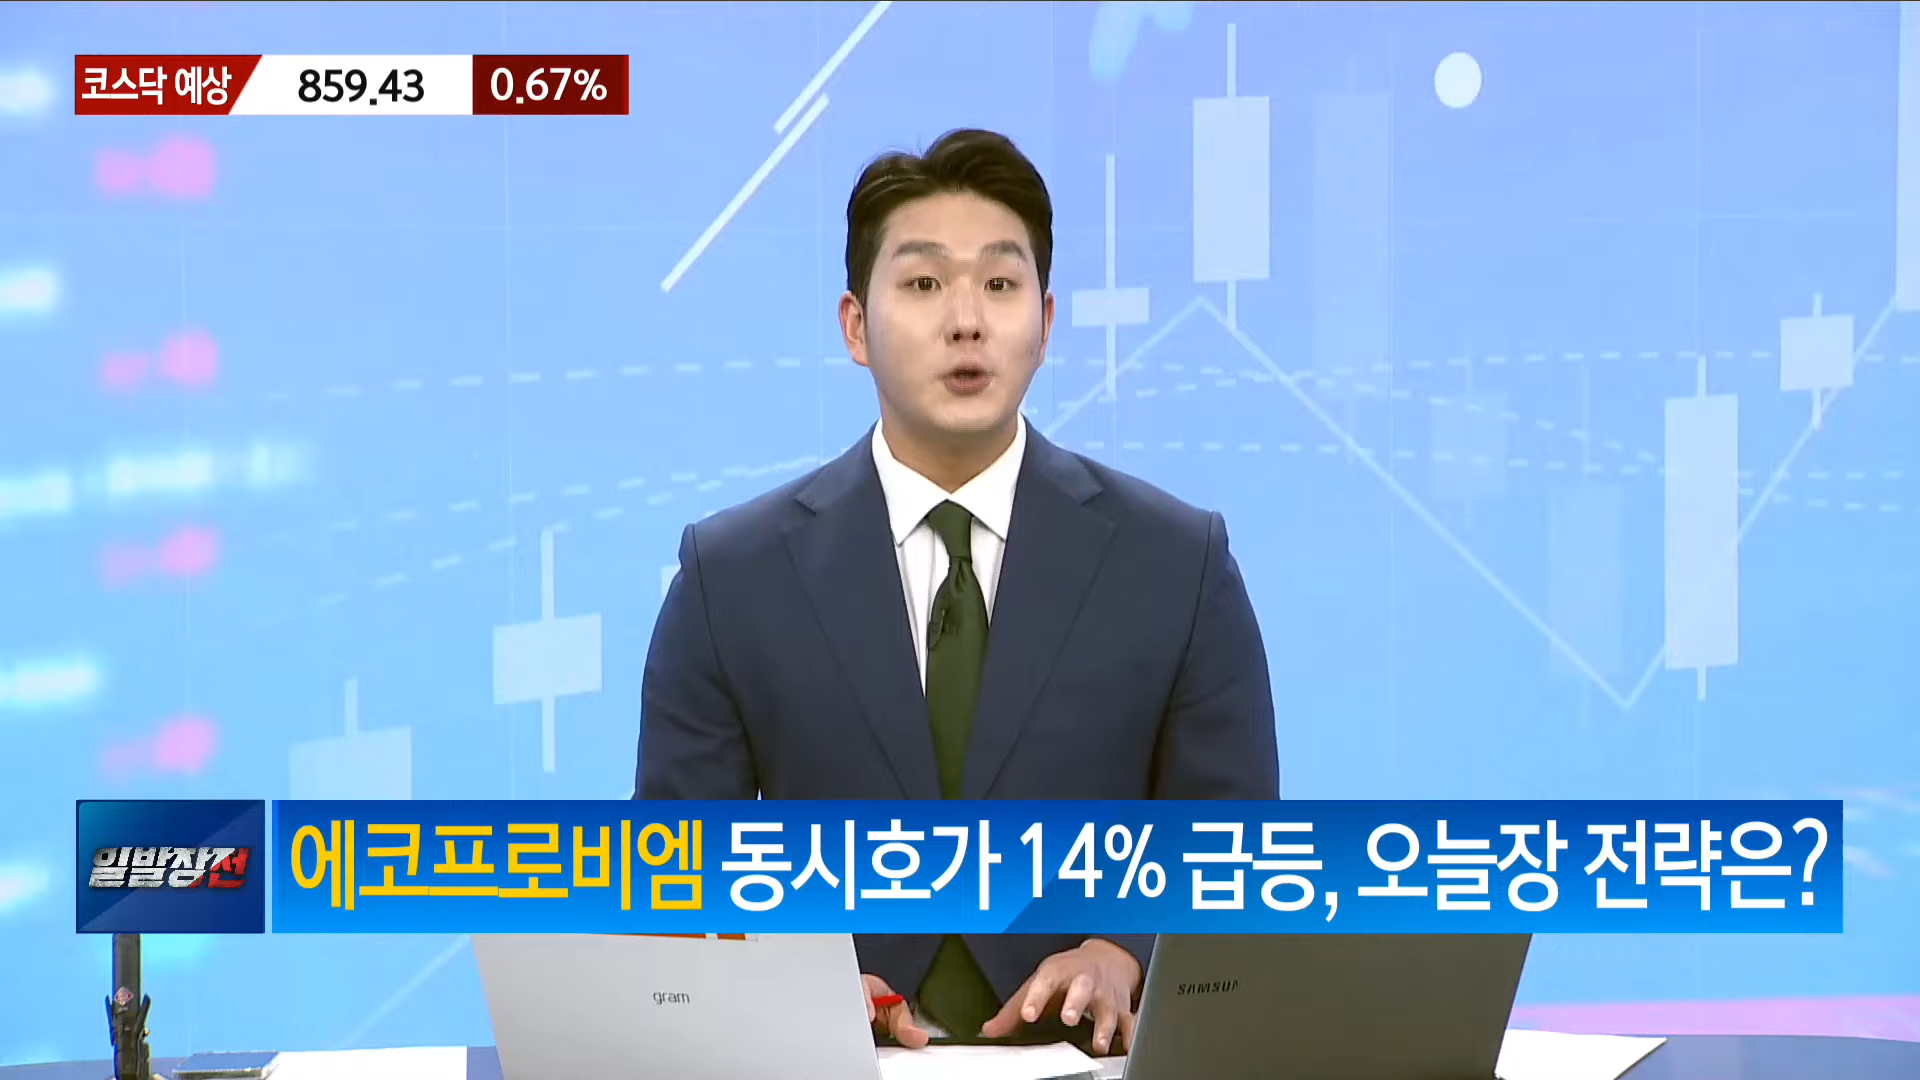 코스닥 예상 859.43 0.67%
일발장전
에코프로비엠 동시호가 14% 급등, 오늘장 전략은?
gram
SAMSUNG